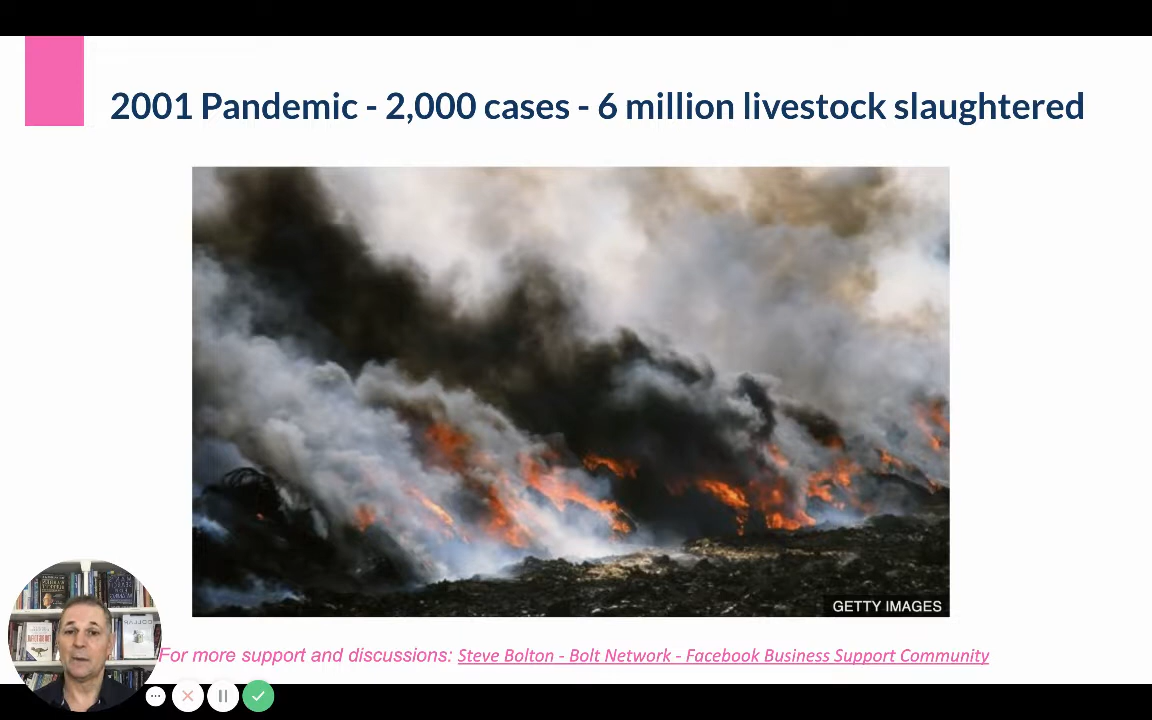 2001 Pandemic - 2,000 cases - 6 million livestock slaughtered
GETTY IMAGES
For more support and discussions: Steve Bolton - Bolt Network - Facebook Business Support Community